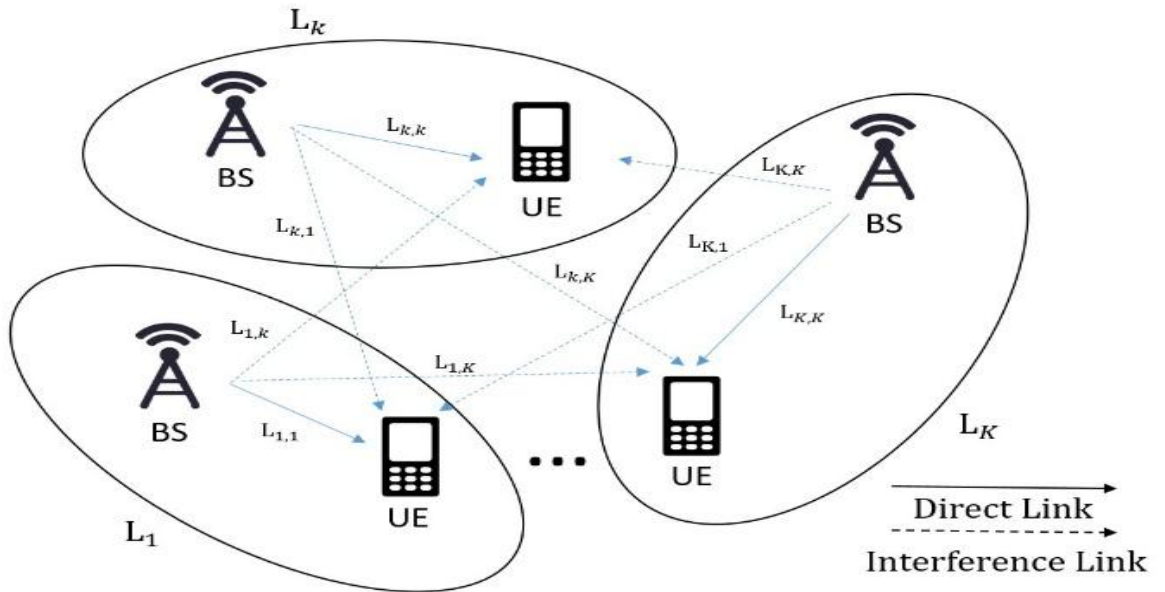 L_k
L_{k,k}
BS
UE
L_{K,K}
BS
L_{k,1}
L_{K,1}
L_{k,K}
L_{K,K}
L_{1,k}
L_{1,K}
BS
L_{1,1}
UE
...
UE
L_K
L_1
Direct Link
Interference Link